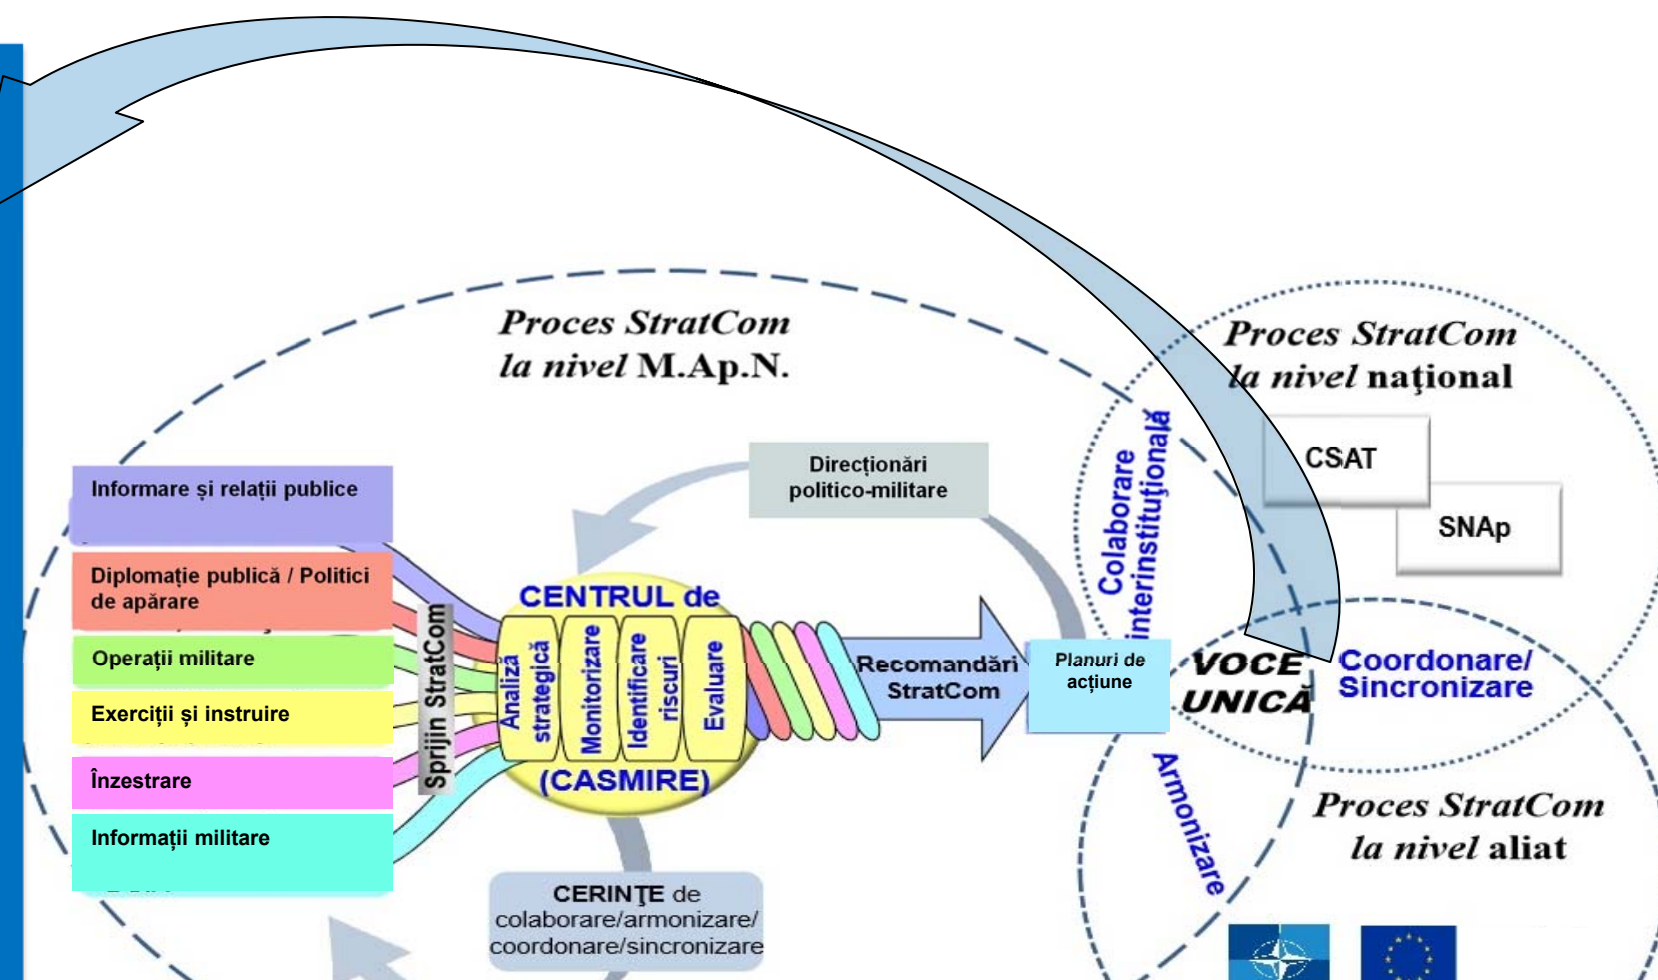 Proces StratCom
la nivel M.Ap.N.
Proces StratCom
la nivel naţional
CSAT
SNAp
Direcționări
politico-militare
Colaborare
interinstituţională
Informare și relații publice
Diplomație publică / Politici
de apărare
Operații militare
Exerciții și instruire
Înzestrare
Informații militare
Sprijin StratCom
CENTRUL de
Analiză
strategică
Monitorizare
Identificare
riscuri
Evaluare
(CASMIRE)
Recomandări
StratCom
Planuri de
acțiune
VOCE
UNICĂ
Coordonare/
Sincronizare
Armonizare
Proces StratCom
la nivel aliat
CERINŢE de
colaborare/armonizare/
coordonare/sincronizare